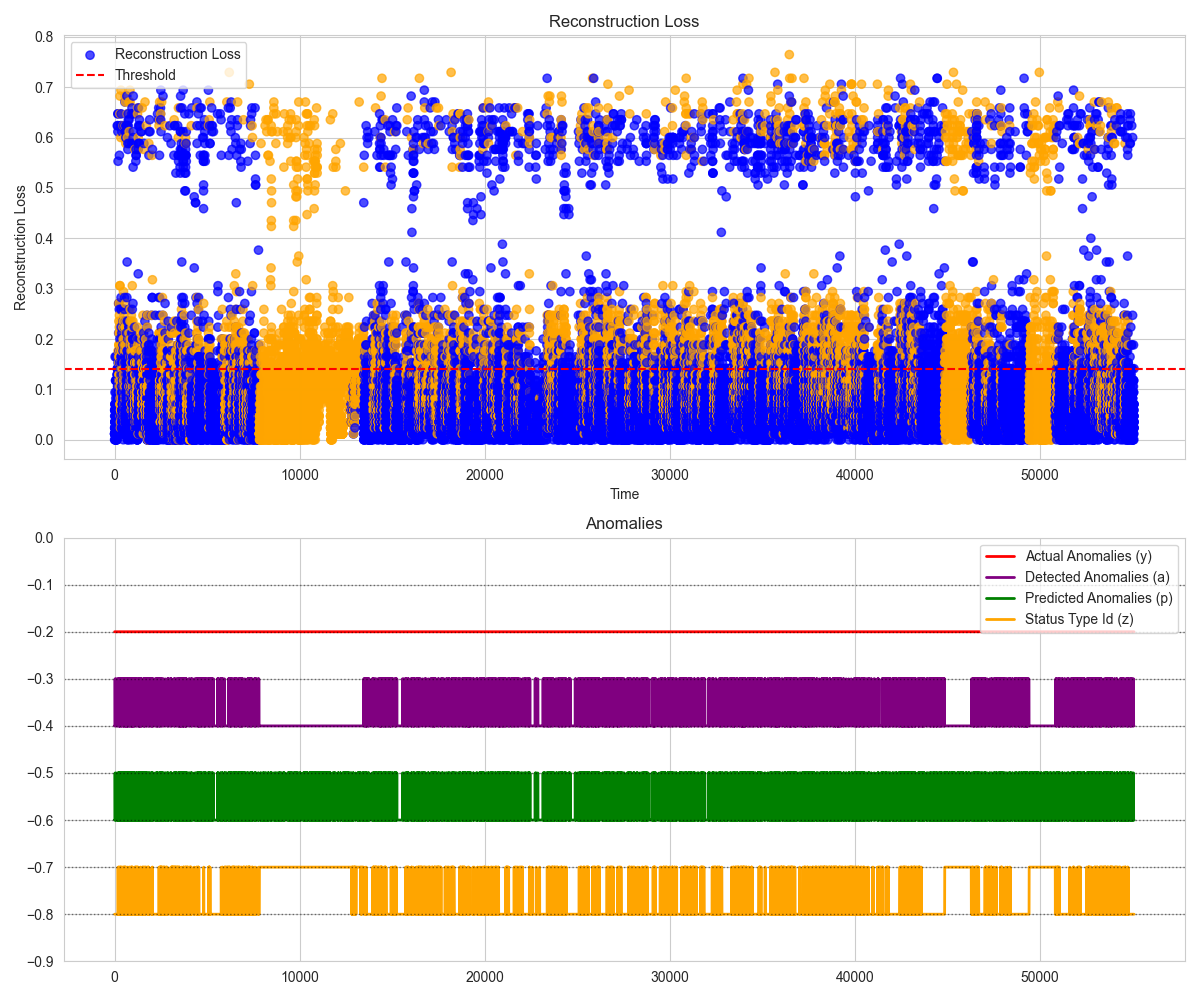 Reconstruction Loss
Reconstruction Loss
Threshold
0.8
0.7
0.6
0.5
0.4
0.3
0.2
0.1
0.0
Reconstruction Loss
0 10000 20000 30000 40000 50000
Time
Anomalies
Actual Anomalies (y)
Detected Anomalies (a)
Predicted Anomalies (p)
Status Type Id (z)
0.0
−0.1
−0.2
−0.3
−0.4
−0.5
−0.6
−0.7
−0.8
−0.9
0 10000 20000 30000 40000 50000